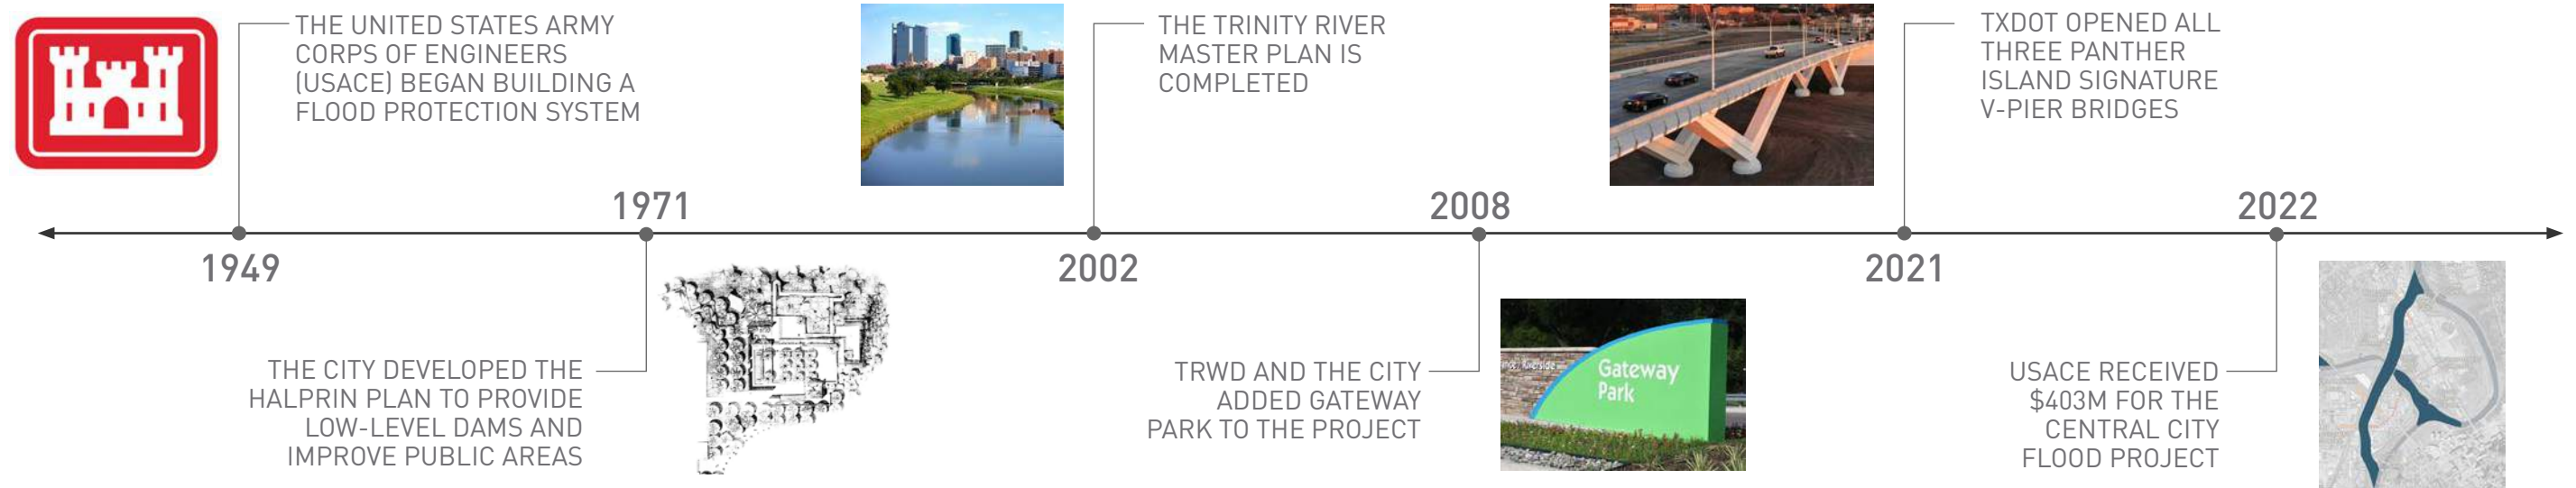 THE UNITED STATES ARMY
CORPS OF ENGINEERS
(USACE) BEGAN BUILDING A
FLOOD PROTECTION SYSTEM
1949
1971
THE CITY DEVELOPED THE
HALPRIN PLAN TO PROVIDE
LOW-LEVEL DAMS AND
IMPROVE PUBLIC AREAS
THE TRINITY RIVER
MASTER PLAN IS
COMPLETED
2002
2008
TRWD AND THE CITY
ADDED GATEWAY
PARK TO THE PROJECT
Riverside
Gateway
Park
TXDOT OPENED ALL
THREE PANTHER
ISLAND SIGNATURE
V-PIER BRIDGES
2021
2022
USACE RECEIVED
$403M FOR THE
CENTRAL CITY
FLOOD PROJECT